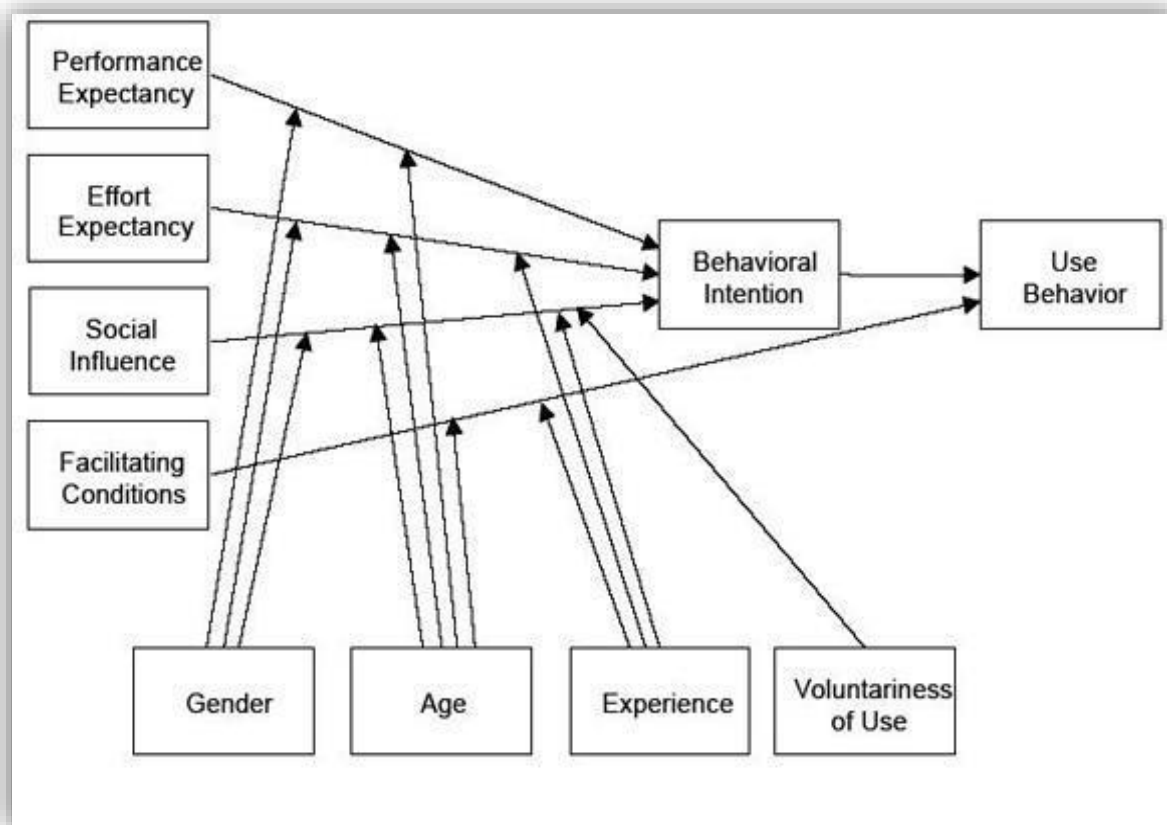 Performance
Expectancy
Effort
Expectancy
Social
Influence
Facilitating
Conditions
Behavioral
Intention
Use
Behavior
Gender
Age
Experience
Voluntariness
of Use